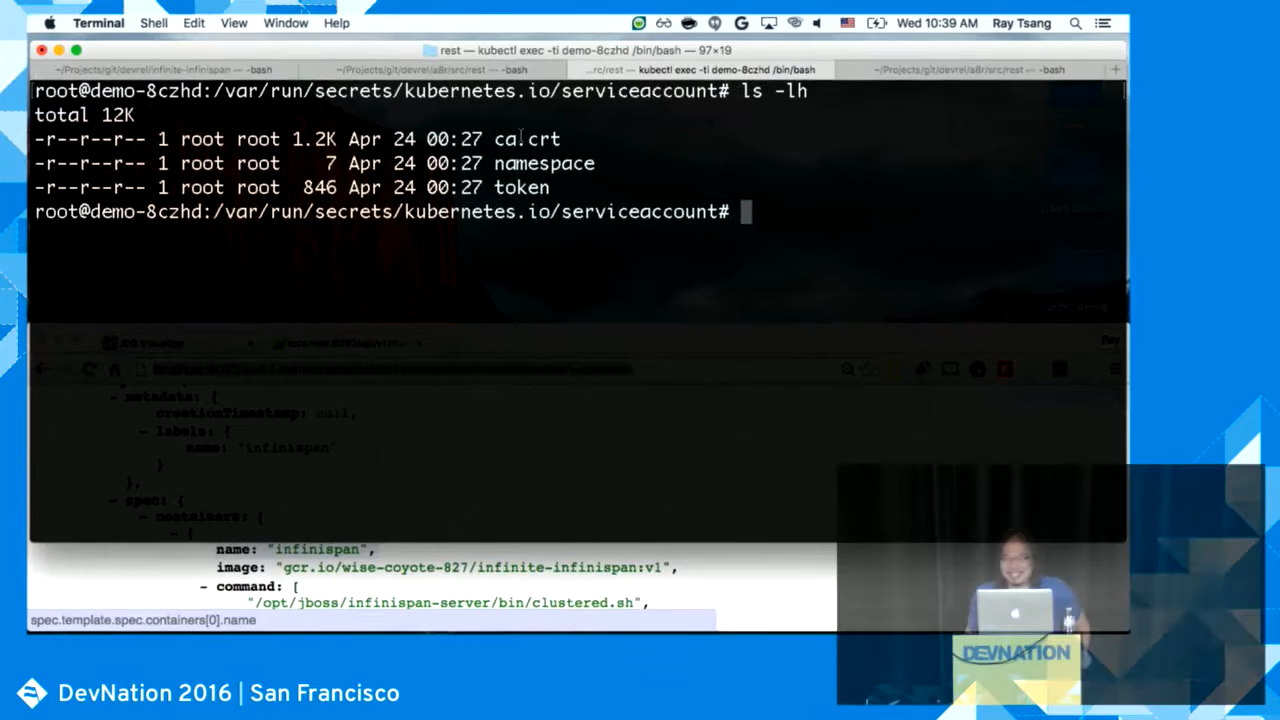 Terminal Shell Edit View Window Help Wed 10:39 AM Ray Tsang
rest — kubectl exec -ti demo-8czhd /bin/bash — 97×19
~/Projects/git/devrel/infinite-infinispan — -bash ~/Projects/git/devrel/a8r/src/rest — -bash ...rc/rest — kubectl exec -ti demo-8czhd /bin/bash ~/Projects/git/devrel/a8r/src/rest — -bash
root@demo-8czhd:/var/run/secrets/kubernetes.io/serviceaccount# ls -lh
total 12K
-r--r--r-- 1 root root 1.2K Apr 24 00:27 ca.crt
-r--r--r-- 1 root root 7 Apr 24 00:27 namespace
-r--r--r-- 1 root root 846 Apr 24 00:27 token
root@demo-8czhd:/var/run/secrets/kubernetes.io/serviceaccount#
Ray
- metadata: {
creationTimestamp: null,
- labels: {
name: "infinispan"
}
},
- spec: {
- containers: [
- {
name: "infinispan",
image: "gcr.io/wise-coyote-827/infinite-infinispan:v1",
- command: [
"/opt/jboss/infinispan-server/bin/clustered.sh",
spec.template.spec.containers[0].name
DEVNATION
DevNation 2016 | San Francisco